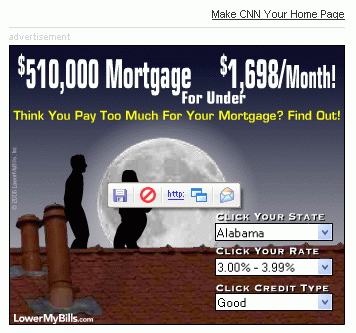 Make CNN Your Home Page
advertisement
$510,000 Mortgage $1,698/Month!
For Under
Think You Pay Too Much For Your Mortgage? Find Out!
© 2006 LowerMyBills, Inc.
http:
Click Your State
Alabama
Click Your Rate
3.00% - 3.99%
Click Credit Type
Good
LowerMyBills.com